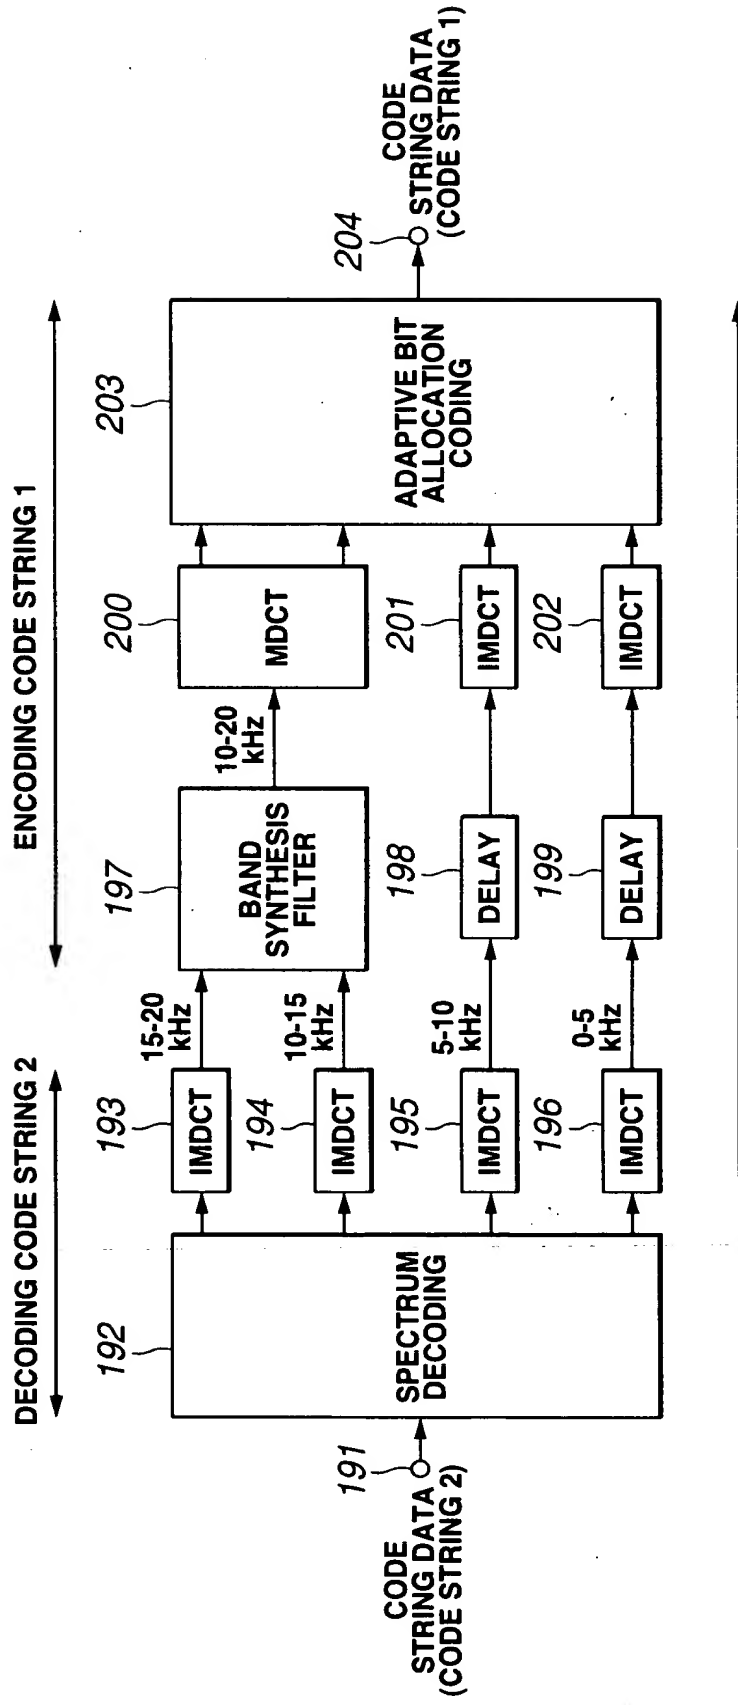 DECODING CODE STRING 2
ENCODING CODE STRING 1
191
CODE
STRING DATA
(CODE STRING 2)
192
SPECTRUM
DECODING
193
IMDCT
15-20
kHz
194
IMDCT
10-15
kHz
195
IMDCT
5-10
kHz
196
IMDCT
0-5
kHz
197
BAND
SYNTHESIS
FILTER
10-20
kHz
198
DELAY
199
DELAY
200
MDCT
201
IMDCT
202
IMDCT
203
ADAPTIVE BIT
ALLOCATION
CODING
204
CODE
STRING DATA
(CODE STRING 1)